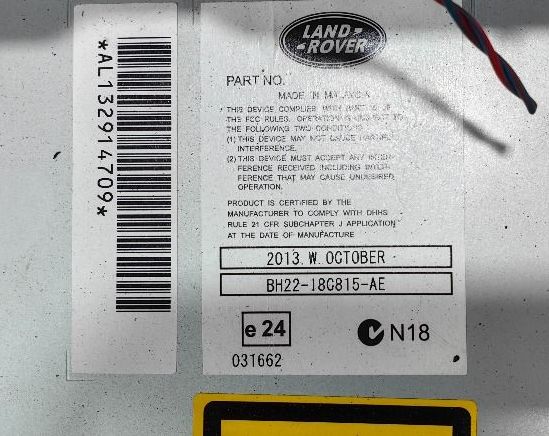 *AL132914709*
LAND
ROVER
PART NO.
MADE IN MALAYSIA
THIS DEVICE COMPLIES WITH PART 15 OF
THE FCC RULES. OPERATION IS SUBJECT TO
THE FOLLOWING TWO CONDITIONS
(1) THIS DEVICE MAY NOT CAUSE HARMFUL
INTERFERENCE.
(2) THIS DEVICE MUST ACCEPT ANY INTER-
FERENCE RECEIVED INCLUDING INTER-
FERENCE THAT MAY CAUSE UNDESIRED
OPERATION.
PRODUCT IS CERTIFIED BY THE
MANUFACTURER TO COMPLY WITH DHHS
RULE 21 CFR SUBCHAPTER J APPLICATION
AT THE DATE OF MANUFACTURE
2013. W. OCTOBER
BH22-18C815-AE
e 24
N18
031662